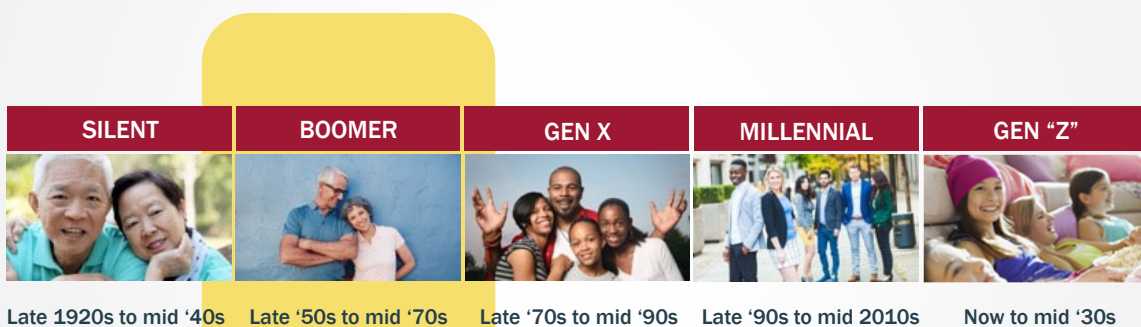 SILENT BOOMER GEN X MILLENNIAL GEN “Z”
Late 1920s to mid ‘40s Late ‘50s to mid ‘70s Late ‘70s to mid ‘90s Late ‘90s to mid 2010s Now to mid ‘30s